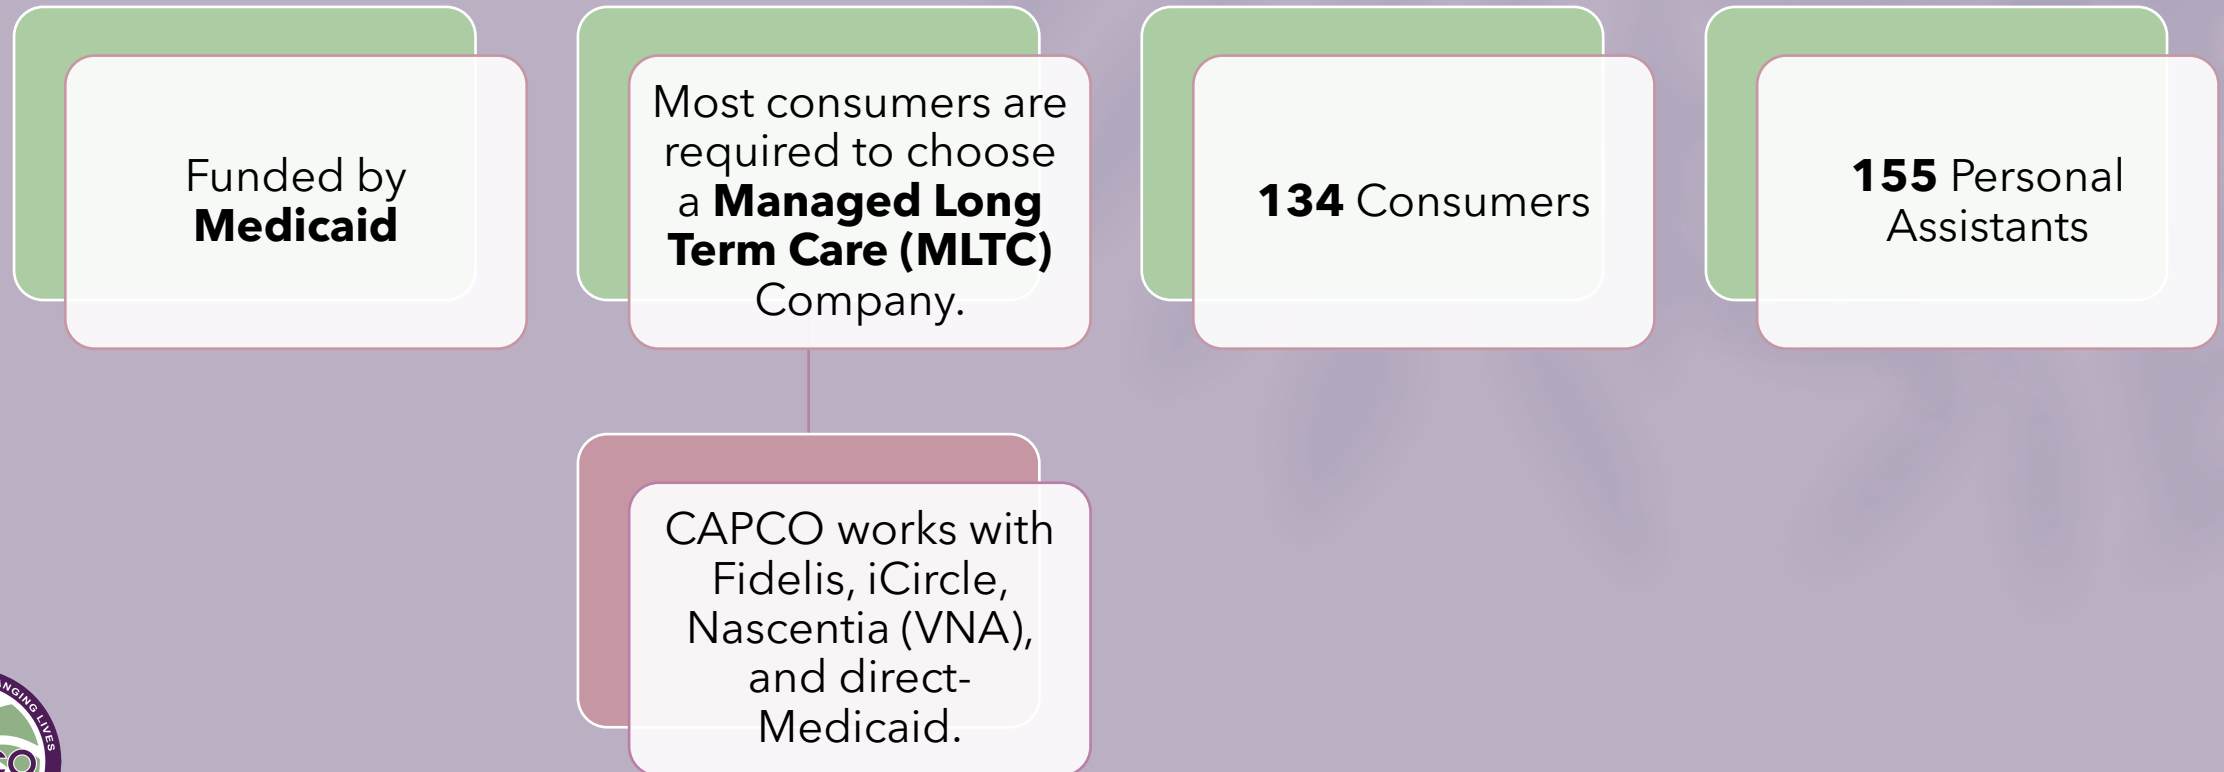 Funded by
Medicaid
Most consumers are
required to choose
a Managed Long
Term Care (MLTC)
Company.
134 Consumers
155 Personal
Assistants
CAPCO works with
Fidelis, iCircle,
Nascentia (VNA),
and direct-
Medicaid.
LIVES